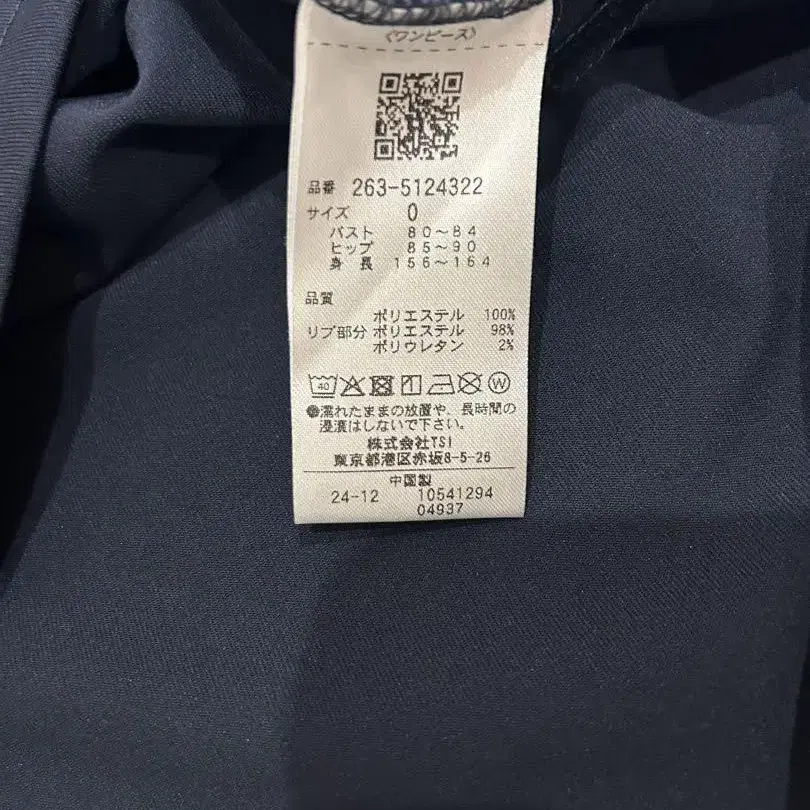 〈ワンピース〉
品番 263-5124322
サイズ 0
バスト 80～84
ヒップ 85～90
身長 156～164
品質
ポリエステル 100%
リブ部分 ポリエステル 98%
ポリウレタン 2%
40 W
●濡れたままの放置や、長時間の
浸漬はしないで下さい。
株式会社TSI
東京都港区赤坂8-5-26
中国製
24-12 10541294
04937